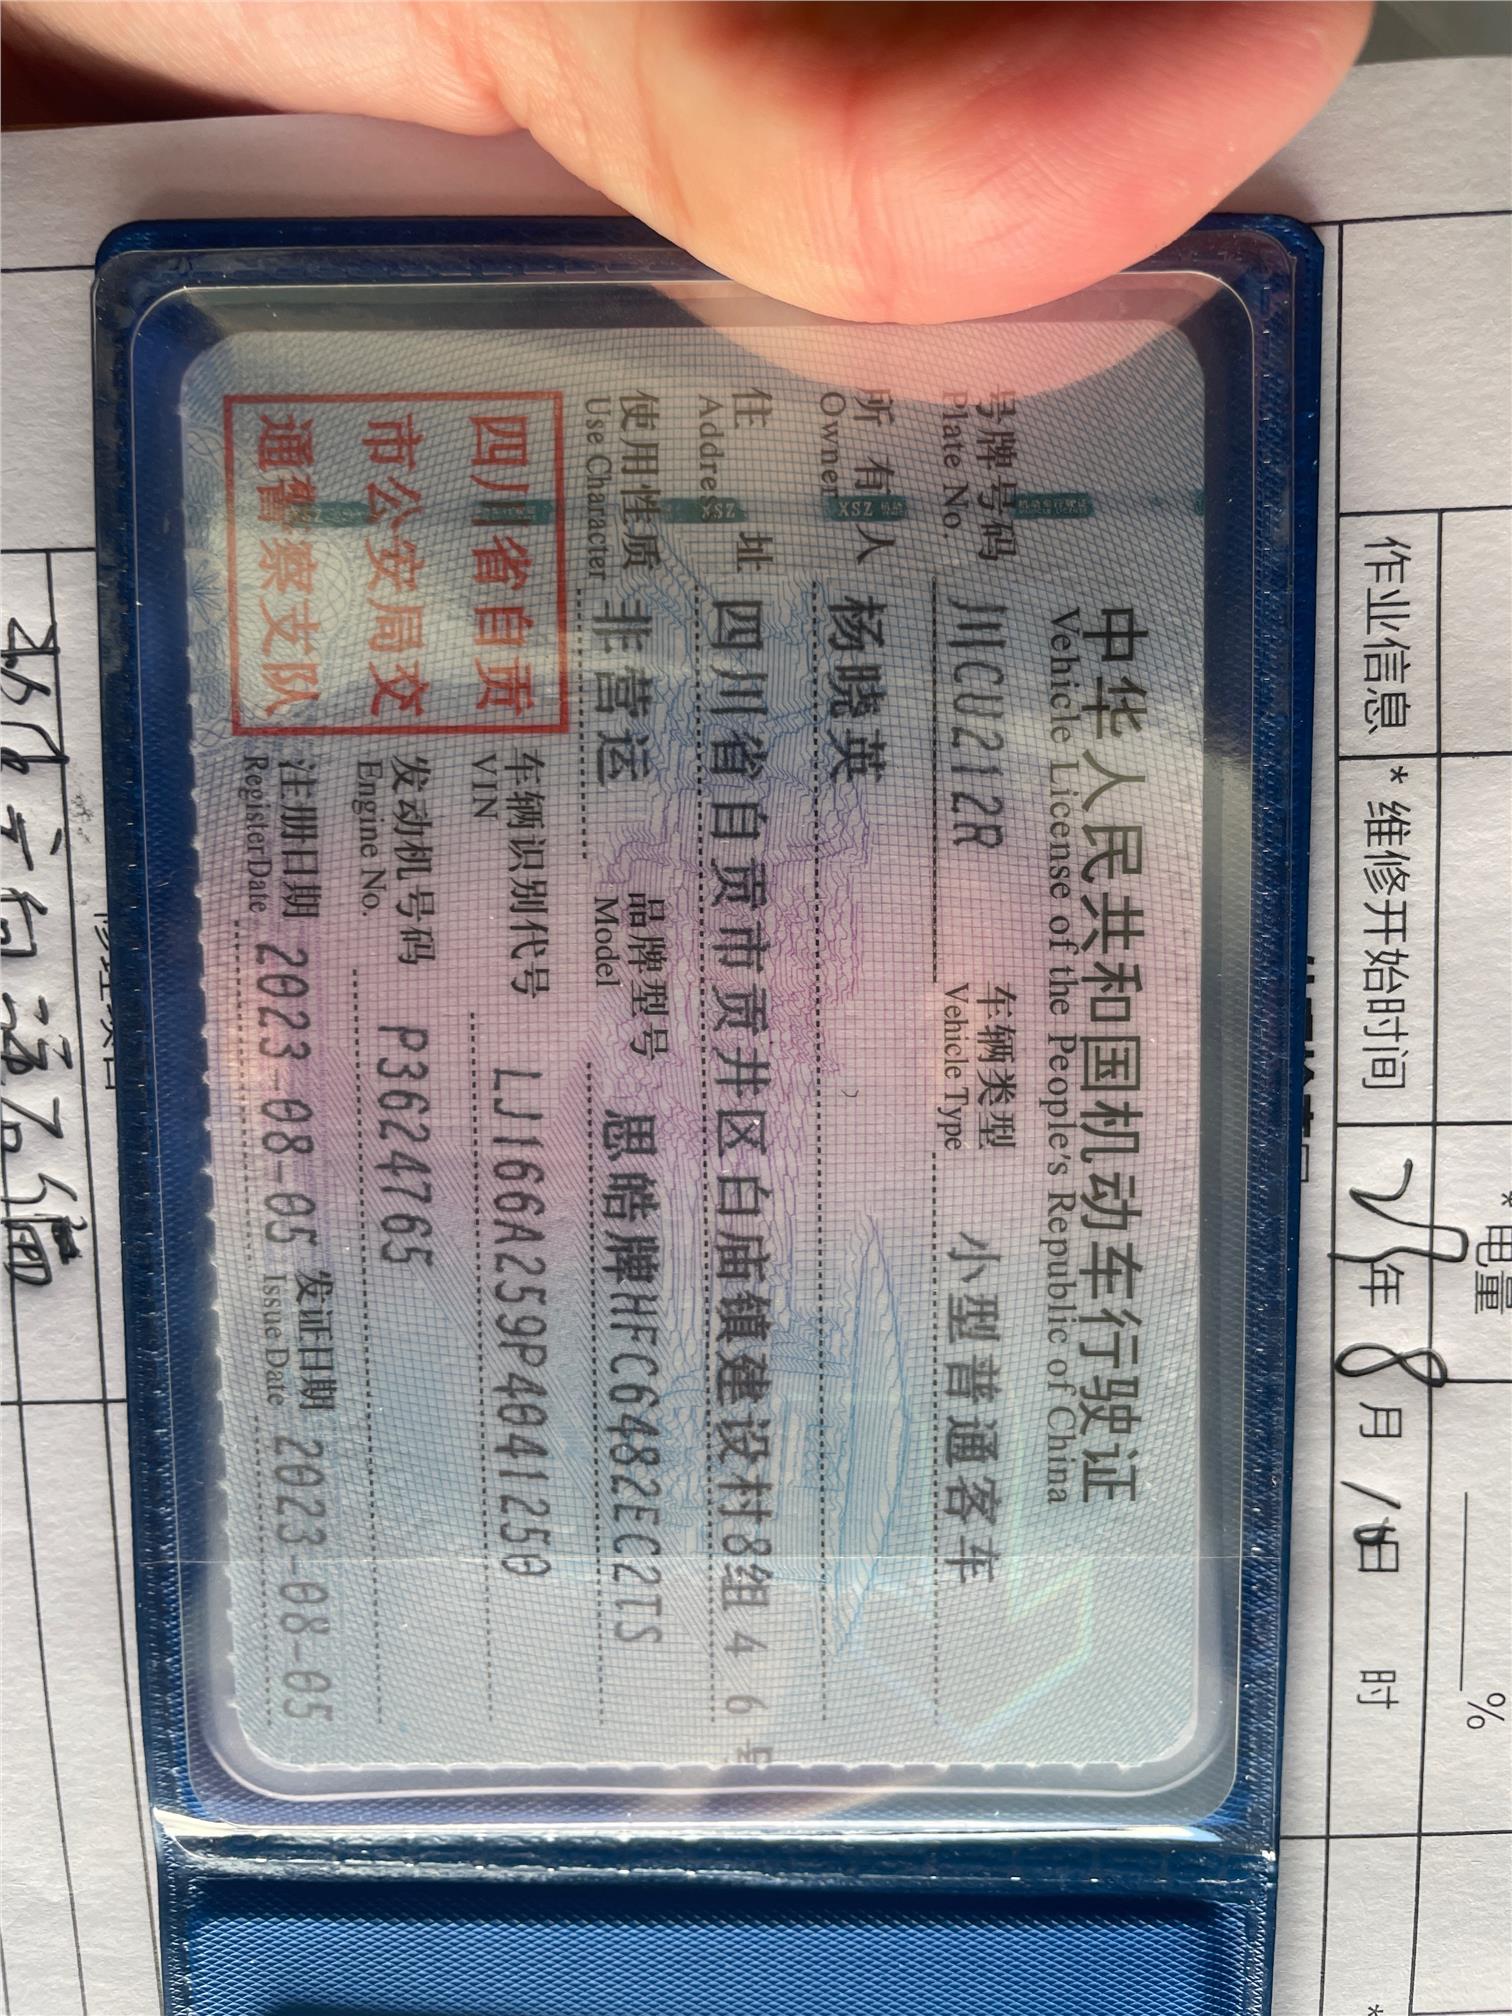 中华人民共和国机动车行驶证
Vehicle License of the People's Republic of China
号牌号码 川CU212R 车辆类型 小型普通客车
Plate No. Vehicle Type
所有人 杨晓英
Owner
住址 四川省自贡市贡井区白庙镇建设村8组46号
Address
使用性质 非营运 品牌型号 思皓牌HFC6482EC2TS
Use Character Model
四川省自贡
市公安局交
通警察支队
车辆识别代号 LJ166A259P4041250
VIN
发动机号码 P3624765
Engine No.
注册日期 2023-08-05 发证日期 2023-08-05
Register Date Issue Date
*电量 %
作业信息 *维修开始时间 年 8 月 日 时